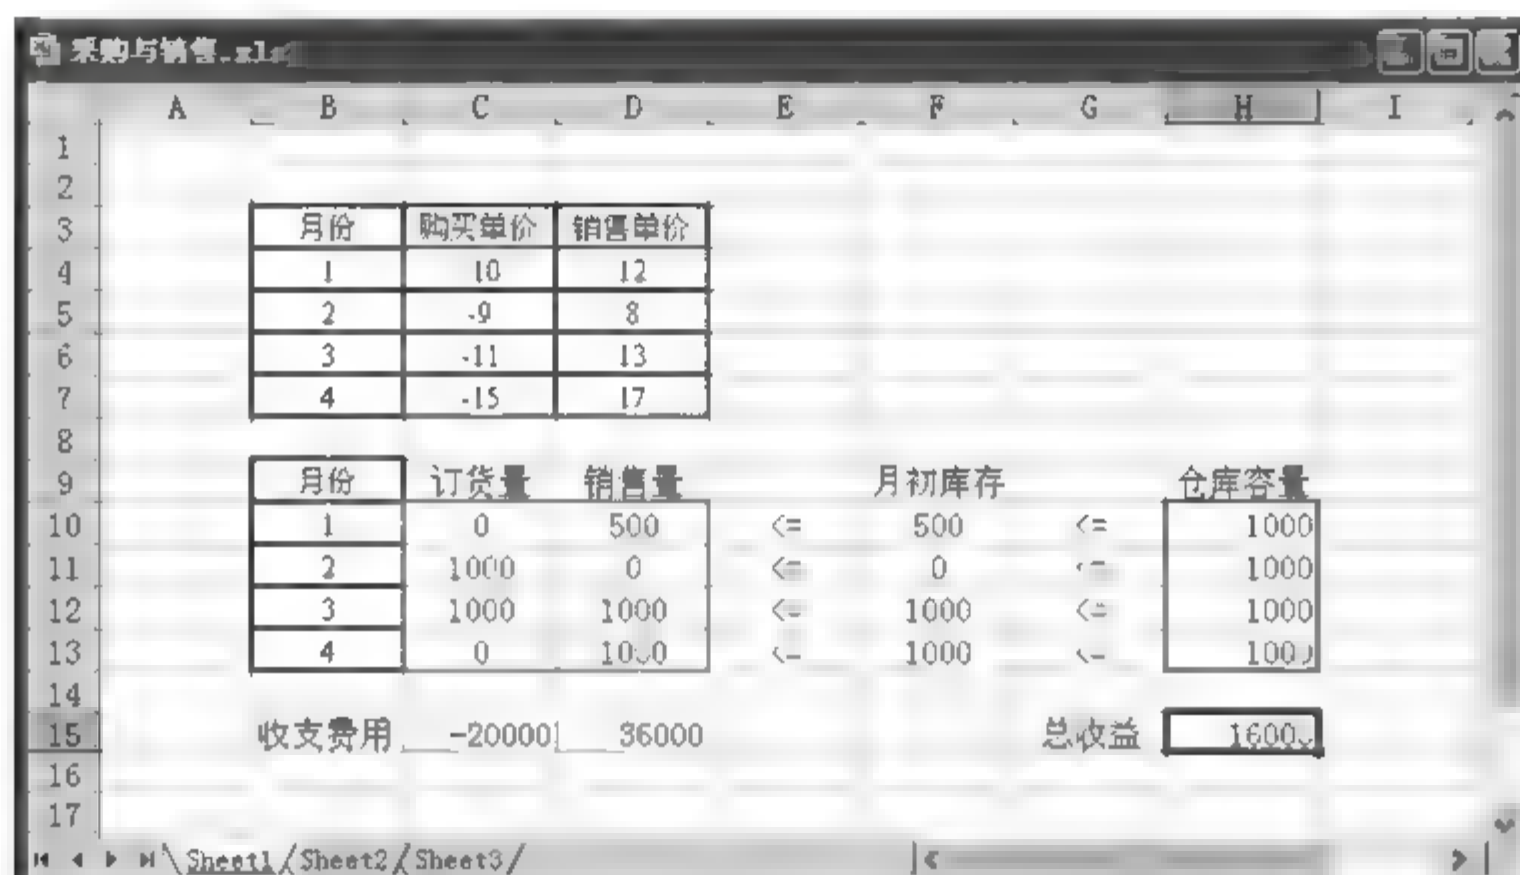 采购与销售.xls
A B C D E F G H I
1
2
3 月份 购买单价 销售单价
4 1 10 12
5 2 -9 8
6 3 -11 13
7 4 -15 17
8
9 月份 订货量 销售量 月初库存 仓库容量
10 1 0 500 <= 500 <= 1000
11 2 1000 0 <= 0 1000
12 3 1000 1000 <= 1000 <= 1000
13 4 0 1000 1000 1000
14
15 收支费用 -20000 36000 总收益 16000
16
17
Sheet1 Sheet2 Sheet3